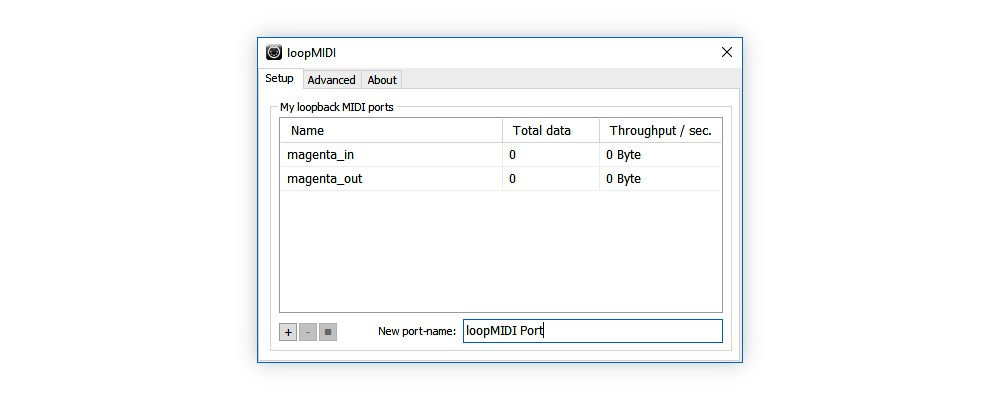 loopMIDI
Setup Advanced About
My loopback MIDI ports
Name Total data Throughput / sec.
magenta_in 0 0 Byte
magenta_out 0 0 Byte
+ - New port-name: loopMIDI Port